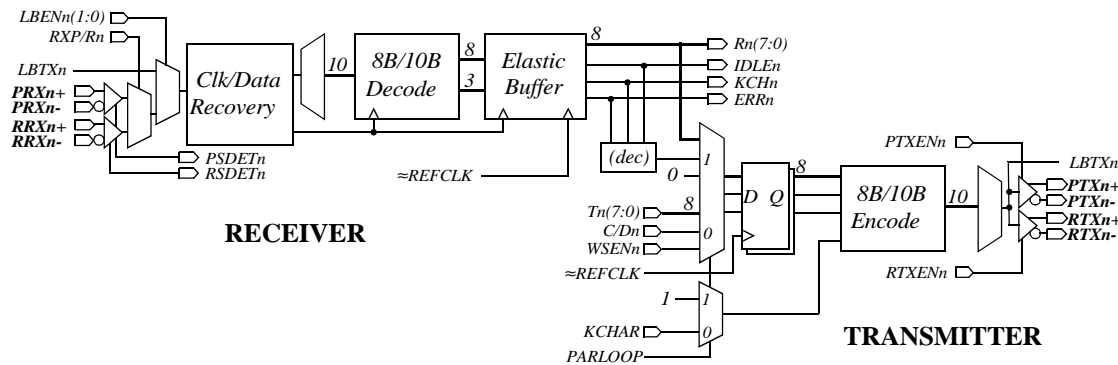 LBENn(1:0)
RXP/Rn
LBTXn
PRXn+
PRXn-
RRXn+
RRXn-
Clk/Data
Recovery
10
8B/10B
Decode
8
3
Elastic
Buffer
8
Rn(7:0)
IDLEn
KCHn
ERRn
PSDETn
RSDETn
≈REFCLK
(dec)
1
0
RECEIVER
Tn(7:0)
8
C/Dn
WSENn
0
≈REFCLK
D Q
8
8B/10B
Encode
10
PTXENn
LBTXn
PTXn+
PTXn-
RTXn+
RTXn-
RTXENn
1
1
KCHAR
0
PARLOOP
TRANSMITTER